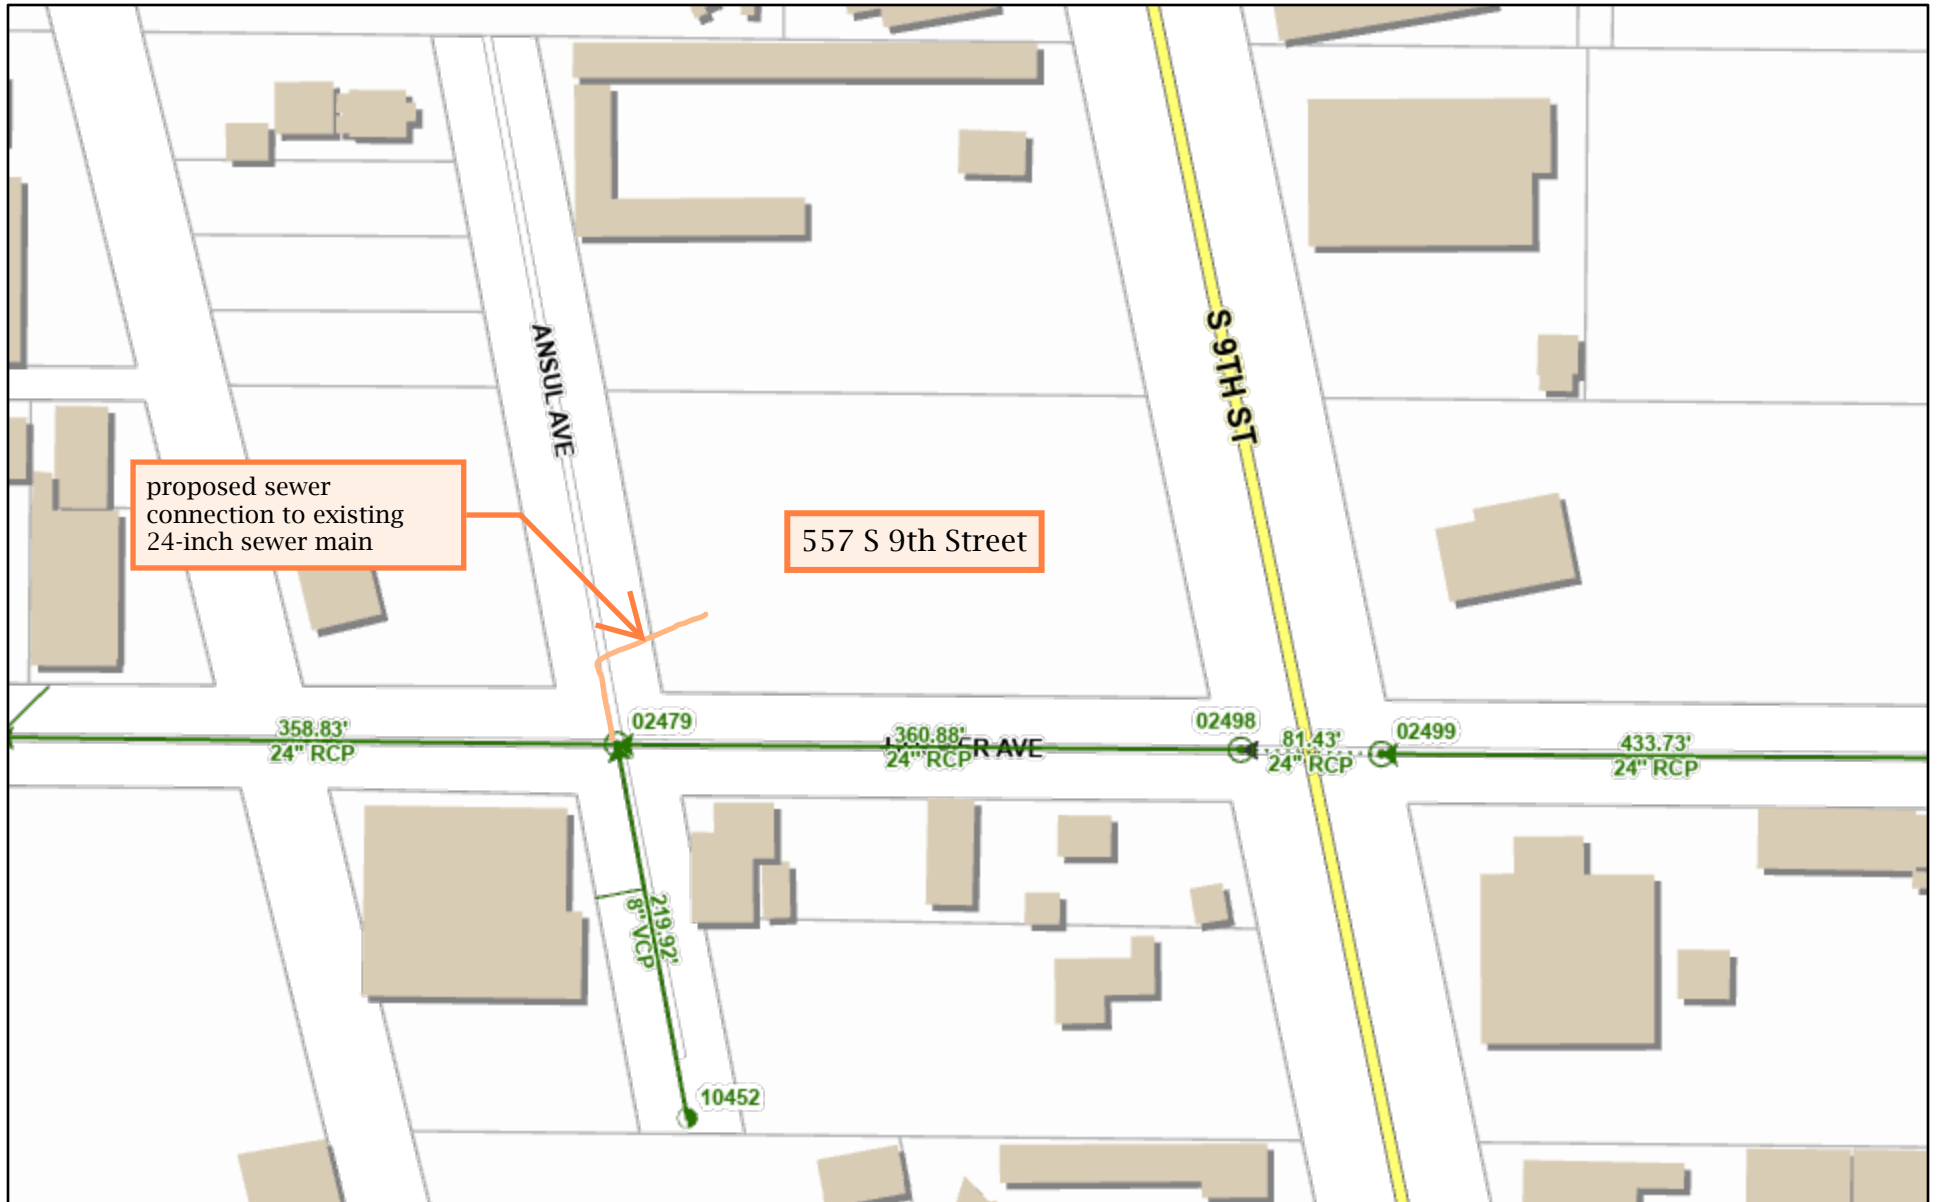 S 9TH ST
ANSUL AVE
proposed sewer
connection to existing
24-inch sewer main
557 S 9th Street
02479
02498
02499
358.83'
24" RCP
360.88'
24" RCP
AVE
81.43'
24" RCP
433.73'
24" RCP
219.92'
8" VCP
10452